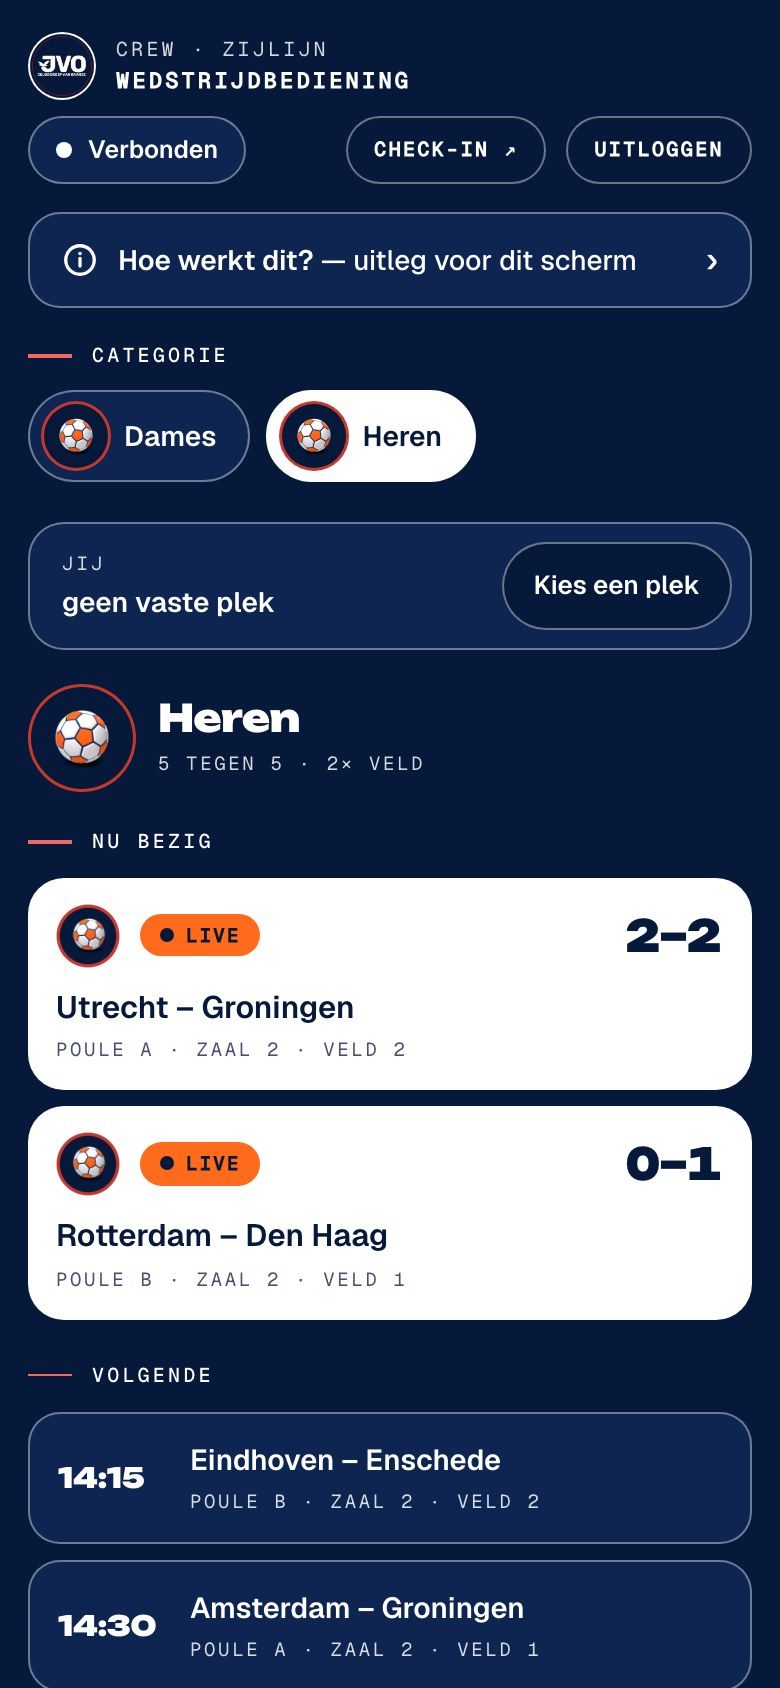 JVO
CREW · ZIJLIJN
WEDSTRIJDBEDIENING
Verbonden
CHECK-IN ↗
UITLOGGEN
Hoe werkt dit? — uitleg voor dit scherm ›
CATEGORIE
Dames
Heren
JIJ
geen vaste plek
Kies een plek
Heren
5 TEGEN 5 · 2× VELD
NU BEZIG
LIVE
2–2
Utrecht – Groningen
POULE A · ZAAL 2 · VELD 2
LIVE
0–1
Rotterdam – Den Haag
POULE B · ZAAL 2 · VELD 1
VOLGENDE
14:15
Eindhoven – Enschede
POULE B · ZAAL 2 · VELD 2
14:30
Amsterdam – Groningen
POULE A · ZAAL 2 · VELD 1